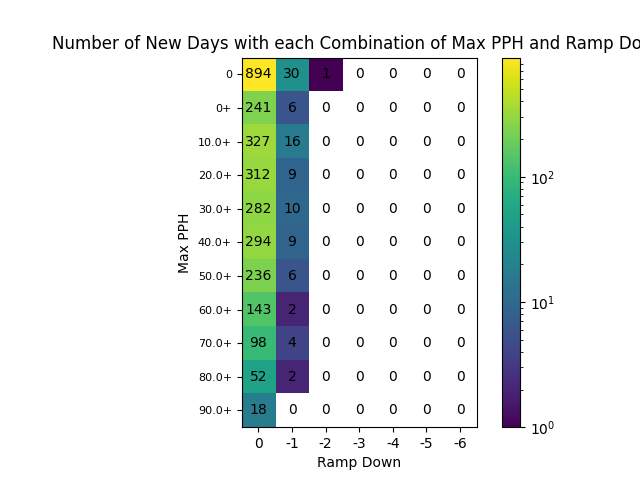 Number of New Days with each Combination of Max PPH and Ramp Do
0 894 30 1 0 0 0 0
0+ 241 6 0 0 0 0 0
10.0+ 327 16 0 0 0 0 0
20.0+ 312 9 0 0 0 0 0
30.0+ 282 10 0 0 0 0 0
40.0+ 294 9 0 0 0 0 0
50.0+ 236 6 0 0 0 0 0
60.0+ 143 2 0 0 0 0 0
70.0+ 98 4 0 0 0 0 0
80.0+ 52 2 0 0 0 0 0
90.0+ 18 0 0 0 0 0 0
0 -1 -2 -3 -4 -5 -6
Ramp Down
Max PPH
10²
10¹
10⁰